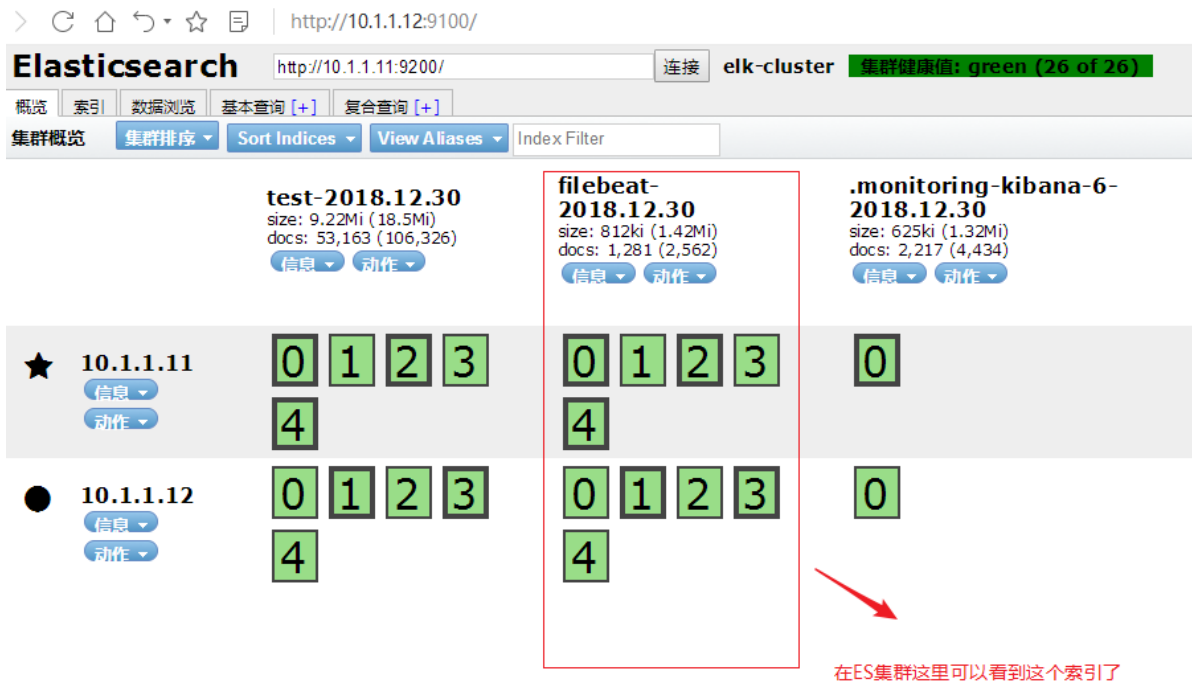 http://10.1.1.12:9100/
Elasticsearch http://10.1.1.11:9200/ 连接 elk-cluster 集群健康值: green (26 of 26)
概览 索引 数据浏览 基本查询 [+] 复合查询 [+]
集群概览 集群排序 Sort Indices View Aliases Index Filter
test-2018.12.30
size: 9.22Mi (18.5Mi)
docs: 53,163 (106,326)
信息 动作
filebeat-
2018.12.30
size: 812ki (1.42Mi)
docs: 1,281 (2,562)
信息 动作
.monitoring-kibana-6-
2018.12.30
size: 625ki (1.32Mi)
docs: 2,217 (4,434)
信息 动作
10.1.1.11
信息
动作
0 1 2 3
4
0 1 2 3
4
0
10.1.1.12
信息
动作
0 1 2 3
4
0 1 2 3
4
0
在ES集群这里可以看到这个索引了